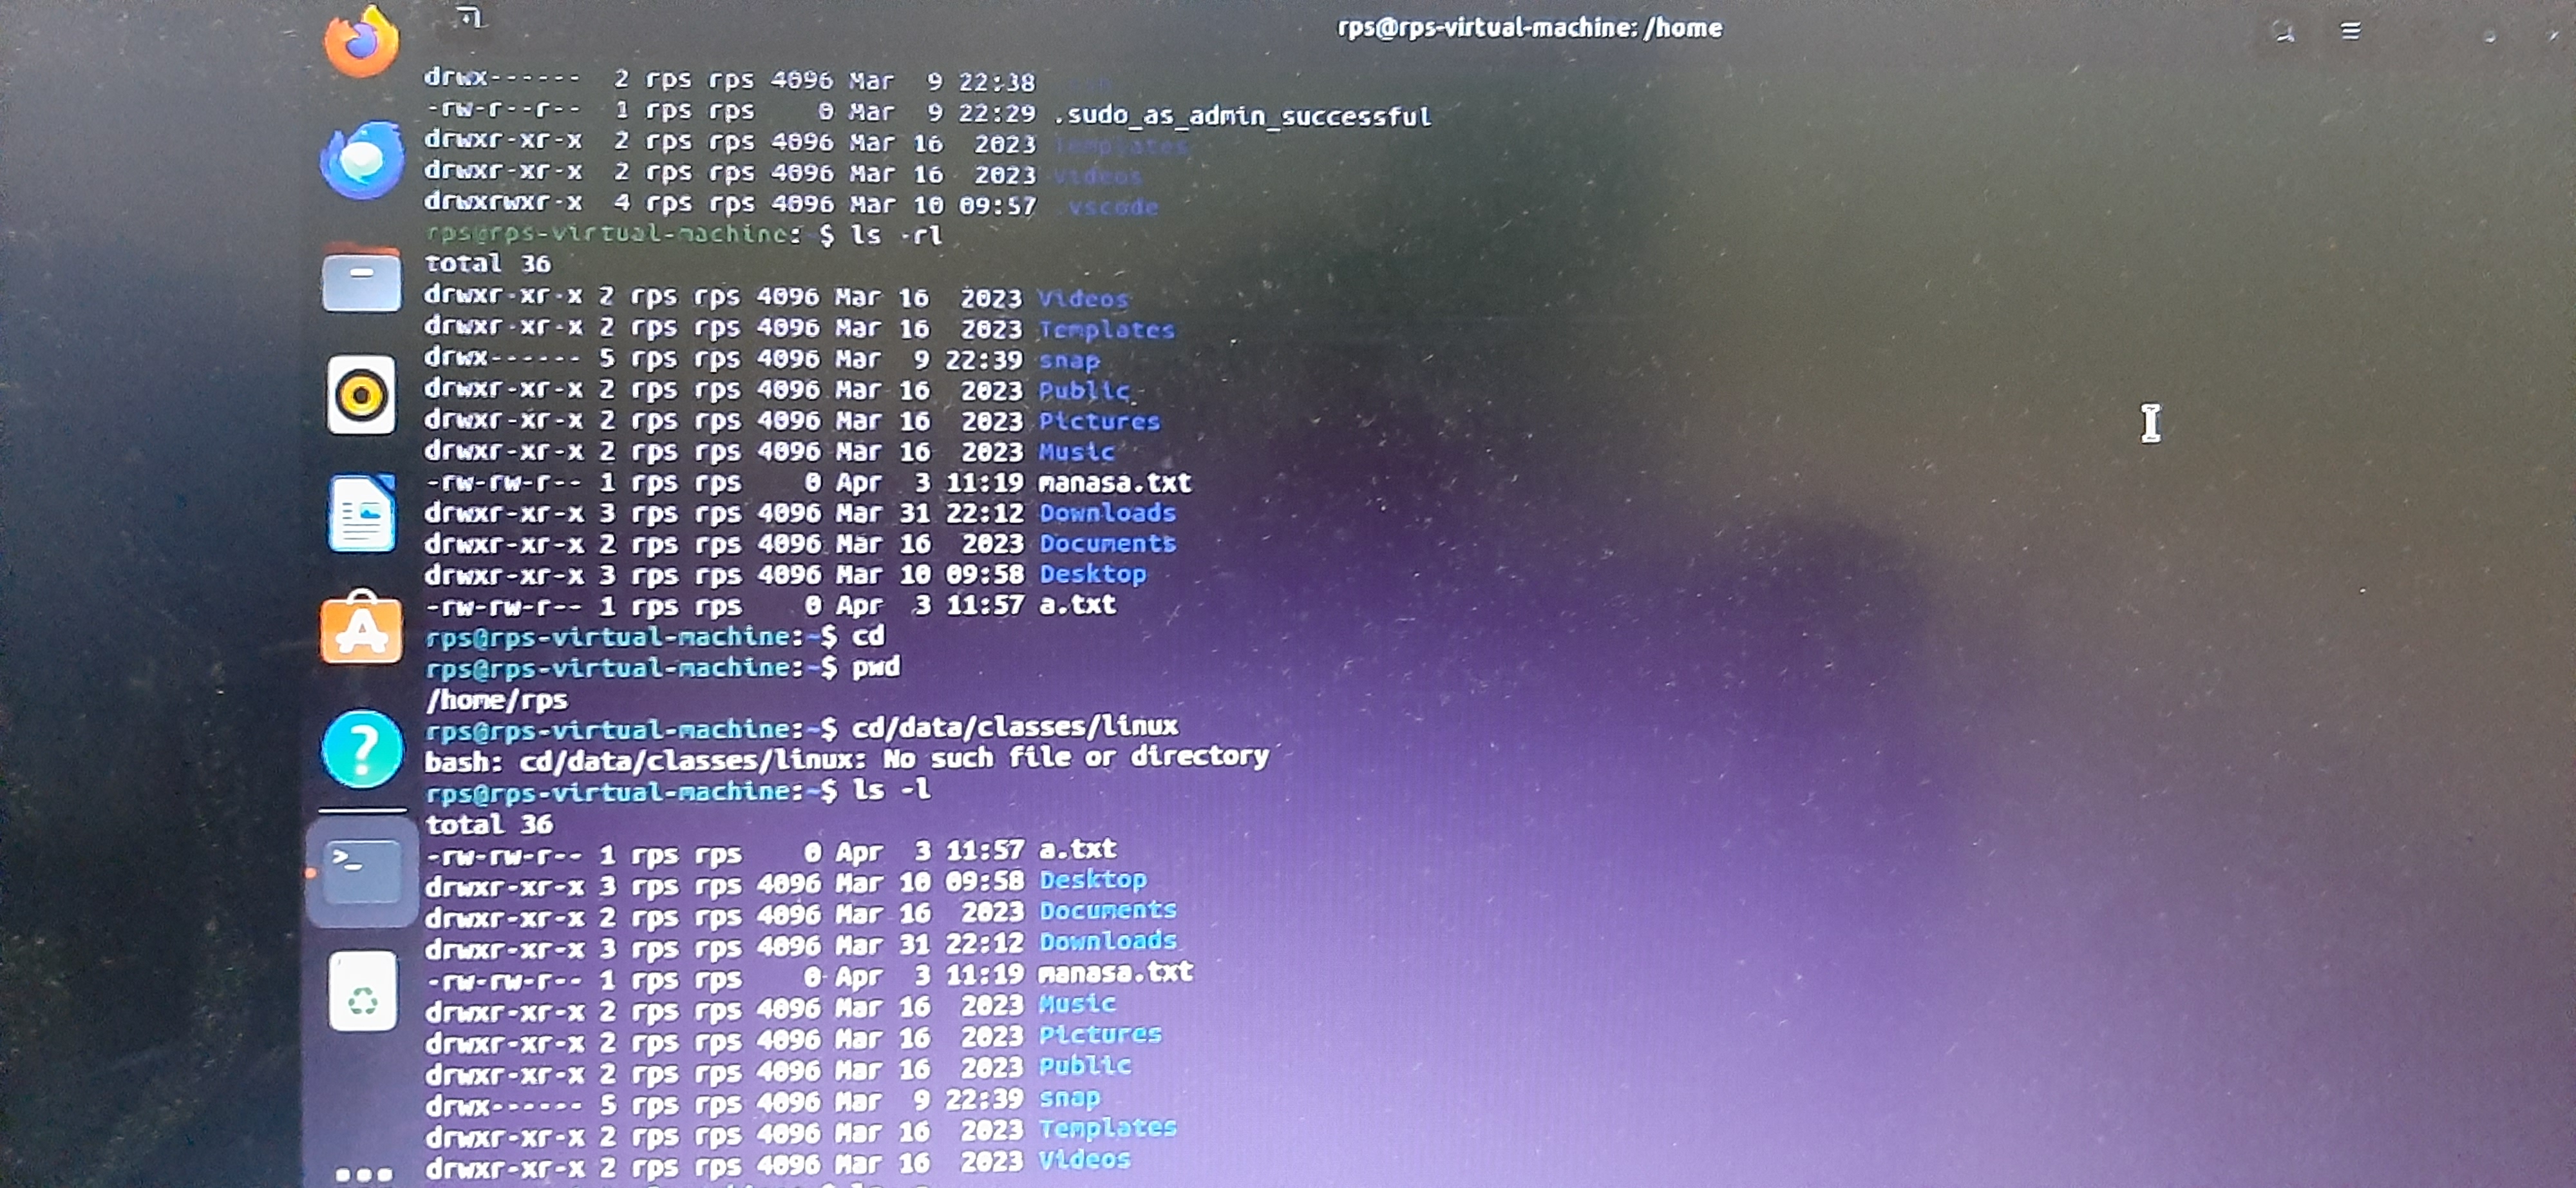 rps@rps-virtual-machine: /home
drwx------ 2 rps rps 4096 Mar 9 22:38
-rw-r--r-- 1 rps rps 0 Mar 9 22:29 .sudo_as_admin_successful
drwxr-xr-x 2 rps rps 4096 Mar 16 2023 Templates
drwxr-xr-x 2 rps rps 4096 Mar 16 2023 Videos
drwxrwxr-x 4 rps rps 4096 Mar 10 09:57 .vscode
rps@rps-virtual-machine:~$ ls -rl
total 36
drwxr-xr-x 2 rps rps 4096 Mar 16 2023 Videos
drwxr-xr-x 2 rps rps 4096 Mar 16 2023 Templates
drwx------ 5 rps rps 4096 Mar 9 22:39 snap
drwxr-xr-x 2 rps rps 4096 Mar 16 2023 Public
drwxr-xr-x 2 rps rps 4096 Mar 16 2023 Pictures
drwxr-xr-x 2 rps rps 4096 Mar 16 2023 Music
-rw-rw-r-- 1 rps rps 0 Apr 3 11:19 manasa.txt
drwxr-xr-x 3 rps rps 4096 Mar 31 22:12 Downloads
drwxr-xr-x 2 rps rps 4096 Mar 16 2023 Documents
drwxr-xr-x 3 rps rps 4096 Mar 10 09:58 Desktop
-rw-rw-r-- 1 rps rps 0 Apr 3 11:57 a.txt
rps@rps-virtual-machine:~$ cd
rps@rps-virtual-machine:~$ pwd
/home/rps
rps@rps-virtual-machine:~$ cd/data/classes/linux
bash: cd/data/classes/linux: No such file or directory
rps@rps-virtual-machine:~$ ls -l
total 36
-rw-rw-r-- 1 rps rps 0 Apr 3 11:57 a.txt
drwxr-xr-x 3 rps rps 4096 Mar 10 09:58 Desktop
drwxr-xr-x 2 rps rps 4096 Mar 16 2023 Documents
drwxr-xr-x 3 rps rps 4096 Mar 31 22:12 Downloads
-rw-rw-r-- 1 rps rps 0 Apr 3 11:19 manasa.txt
drwxr-xr-x 2 rps rps 4096 Mar 16 2023 Music
drwxr-xr-x 2 rps rps 4096 Mar 16 2023 Pictures
drwxr-xr-x 2 rps rps 4096 Mar 16 2023 Public
drwx------ 5 rps rps 4096 Mar 9 22:39 snap
drwxr-xr-x 2 rps rps 4096 Mar 16 2023 Templates
drwxr-xr-x 2 rps rps 4096 Mar 16 2023 Videos